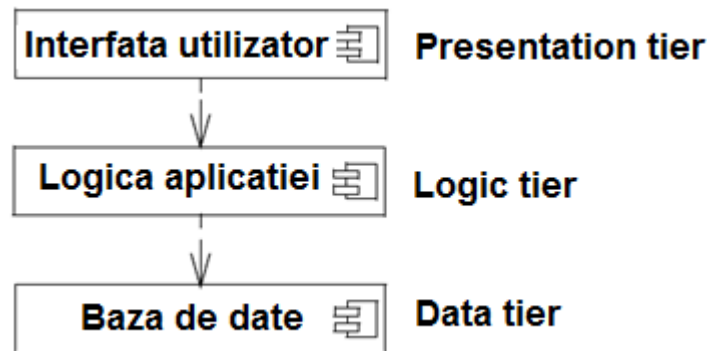 Interfata utilizator Presentation tier
Logica aplicatiei Logic tier
Baza de date Data tier